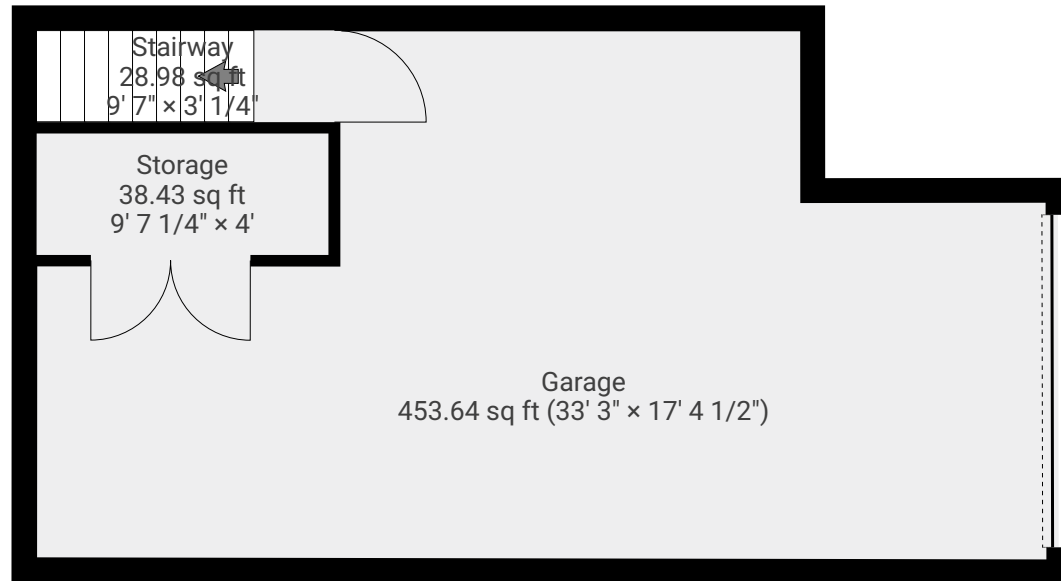 Stairway
28.98 sq ft
9' 7" × 3' 1/4"
Storage
38.43 sq ft
9' 7 1/4" × 4'
Garage
453.64 sq ft (33' 3" × 17' 4 1/2")